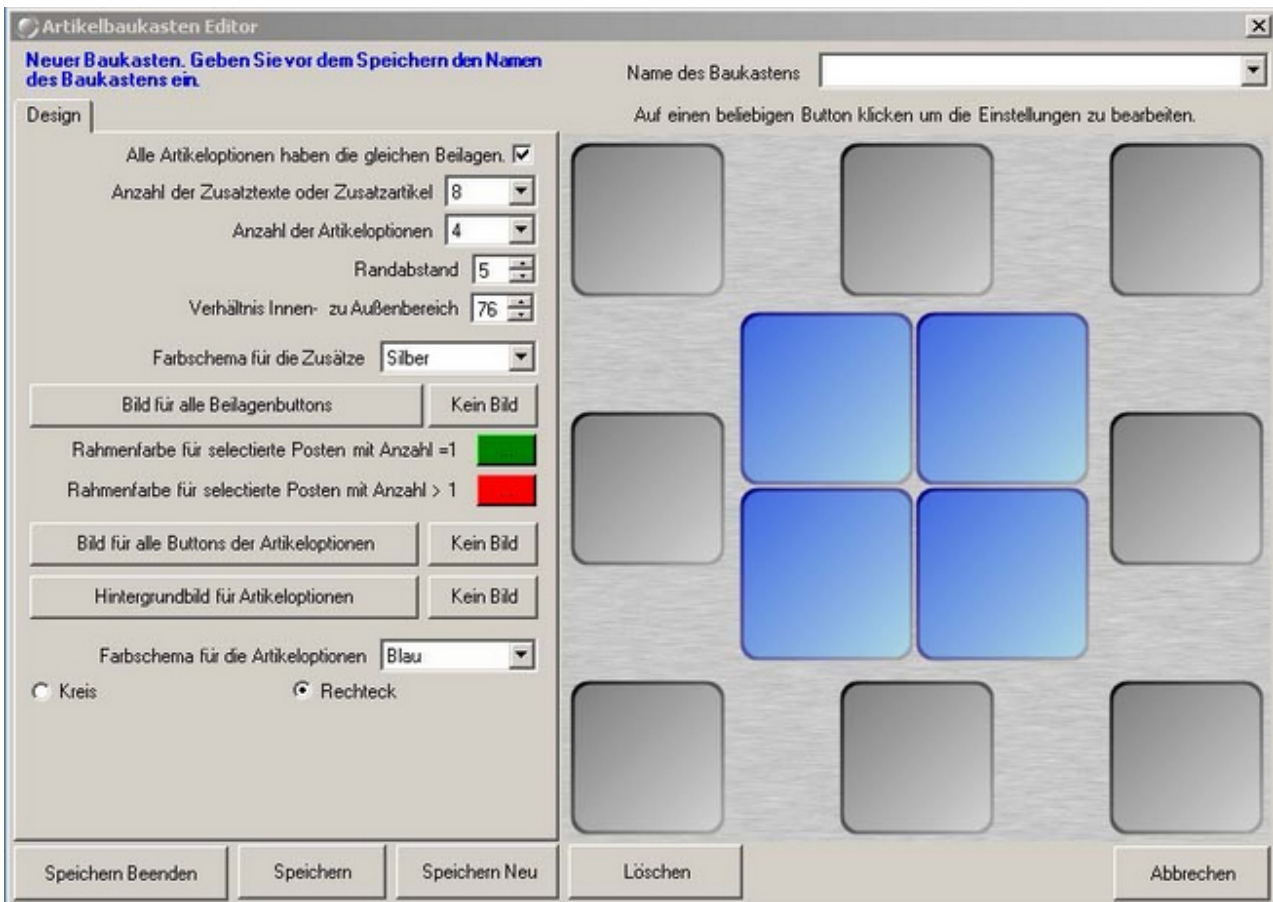 Artikelbaukasten Editor
Neuer Baukasten. Geben Sie vor dem Speichern den Namen
des Baukastens ein.
Name des Baukastens
Design
Auf einen beliebigen Button klicken um die Einstellungen zu bearbeiten.
Alle Artikeloptionen haben die gleichen Beilagen.
Anzahl der Zusatztexte oder Zusatzartikel 8
Anzahl der Artikeloptionen 4
Randabstand 5
Verhältnis Innen- zu Außenbereich 76
Farbschema für die Zusätze Silber
Bild für alle Beilagenbuttons Kein Bild
Rahmenfarbe für selectierte Posten mit Anzahl =1 ...
Rahmenfarbe für selectierte Posten mit Anzahl > 1 ...
Bild für alle Buttons der Artikeloptionen Kein Bild
Hintergrundbild für Artikeloptionen Kein Bild
Farbschema für die Artikeloptionen Blau
Kreis Rechteck
Speichern Beenden Speichern Speichern Neu Löschen Abbrechen